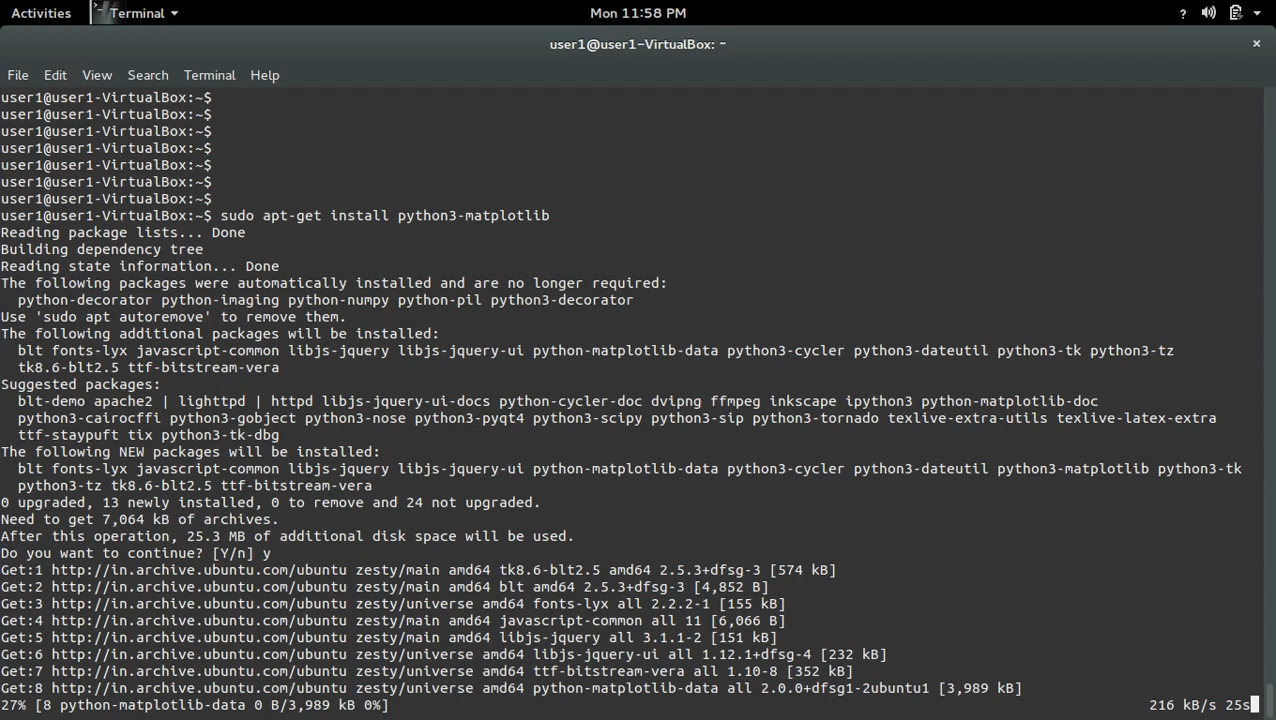 Activities Terminal Mon 11:58 PM ?
user1@user1-VirtualBox: ~ ×
File Edit View Search Terminal Help
user1@user1-VirtualBox:~$
user1@user1-VirtualBox:~$
user1@user1-VirtualBox:~$
user1@user1-VirtualBox:~$
user1@user1-VirtualBox:~$
user1@user1-VirtualBox:~$
user1@user1-VirtualBox:~$
user1@user1-VirtualBox:~$ sudo apt-get install python3-matplotlib
Reading package lists... Done
Building dependency tree
Reading state information... Done
The following packages were automatically installed and are no longer required:
python-decorator python-imaging python-numpy python-pil python3-decorator
Use 'sudo apt autoremove' to remove them.
The following additional packages will be installed:
blt fonts-lyx javascript-common libjs-jquery libjs-jquery-ui python-matplotlib-data python3-cycler python3-dateutil python3-tk python3-tz
tk8.6-blt2.5 ttf-bitstream-vera
Suggested packages:
blt-demo apache2 | lighttpd | httpd libjs-jquery-ui-docs python-cycler-doc dvipng ffmpeg inkscape ipython3 python-matplotlib-doc
python3-cairocffi python3-gobject python3-nose python3-pyqt4 python3-scipy python3-sip python3-tornado texlive-extra-utils texlive-latex-extra
ttf-staypuft tix python3-tk-dbg
The following NEW packages will be installed:
blt fonts-lyx javascript-common libjs-jquery libjs-jquery-ui python-matplotlib-data python3-cycler python3-dateutil python3-matplotlib python3-tk
python3-tz tk8.6-blt2.5 ttf-bitstream-vera
0 upgraded, 13 newly installed, 0 to remove and 24 not upgraded.
Need to get 7,064 kB of archives.
After this operation, 25.3 MB of additional disk space will be used.
Do you want to continue? [Y/n] y
Get:1 http://in.archive.ubuntu.com/ubuntu zesty/main amd64 tk8.6-blt2.5 amd64 2.5.3+dfsg-3 [574 kB]
Get:2 http://in.archive.ubuntu.com/ubuntu zesty/main amd64 blt amd64 2.5.3+dfsg-3 [4,852 B]
Get:3 http://in.archive.ubuntu.com/ubuntu zesty/universe amd64 fonts-lyx all 2.2.2-1 [155 kB]
Get:4 http://in.archive.ubuntu.com/ubuntu zesty/main amd64 javascript-common all 11 [6,066 B]
Get:5 http://in.archive.ubuntu.com/ubuntu zesty/main amd64 libjs-jquery all 3.1.1-2 [151 kB]
Get:6 http://in.archive.ubuntu.com/ubuntu zesty/main amd64 libjs-jquery-ui all 1.12.1+dfsg-4 [232 kB]
Get:7 http://in.archive.ubuntu.com/ubuntu zesty/universe amd64 ttf-bitstream-vera all 1.10-8 [352 kB]
Get:8 http://in.archive.ubuntu.com/ubuntu zesty/universe amd64 python-matplotlib-data all 2.0.0+dfsg1-2ubuntu1 [3,989 kB]
27% [8 python-matplotlib-data 0 B/3,989 kB 0%] 216 kB/s 25s